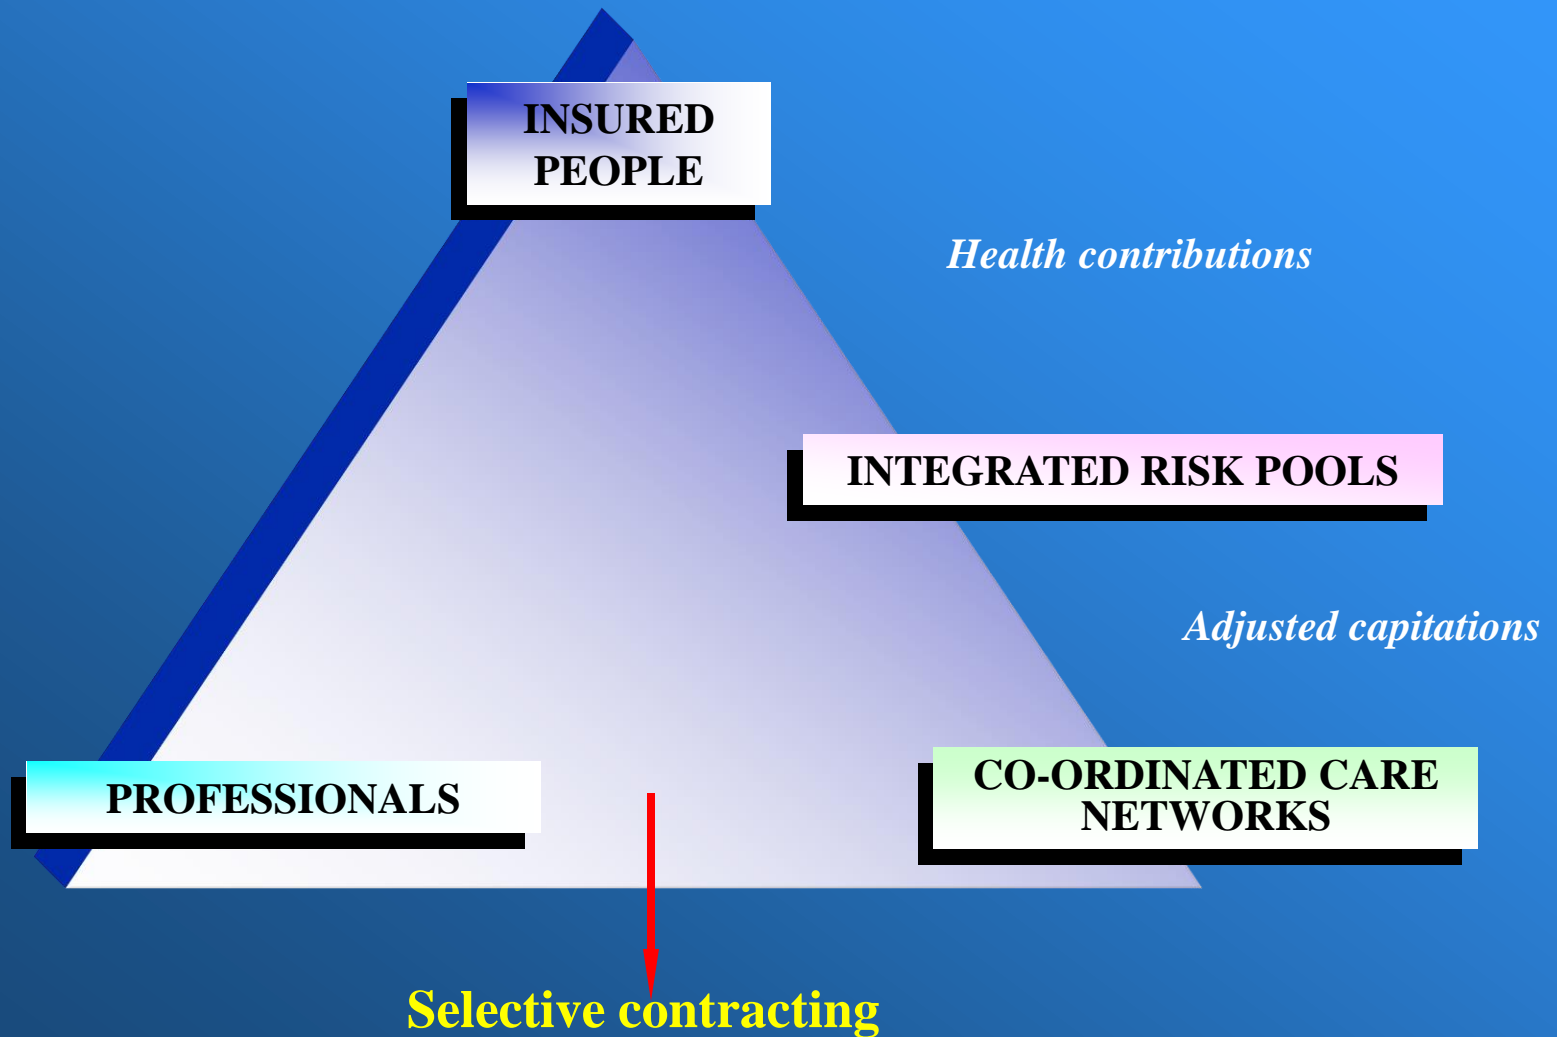 INSURED
PEOPLE
Health contributions
INTEGRATED RISK POOLS
Adjusted capitations
PROFESSIONALS
CO-ORDINATED CARE
NETWORKS
Selective contracting